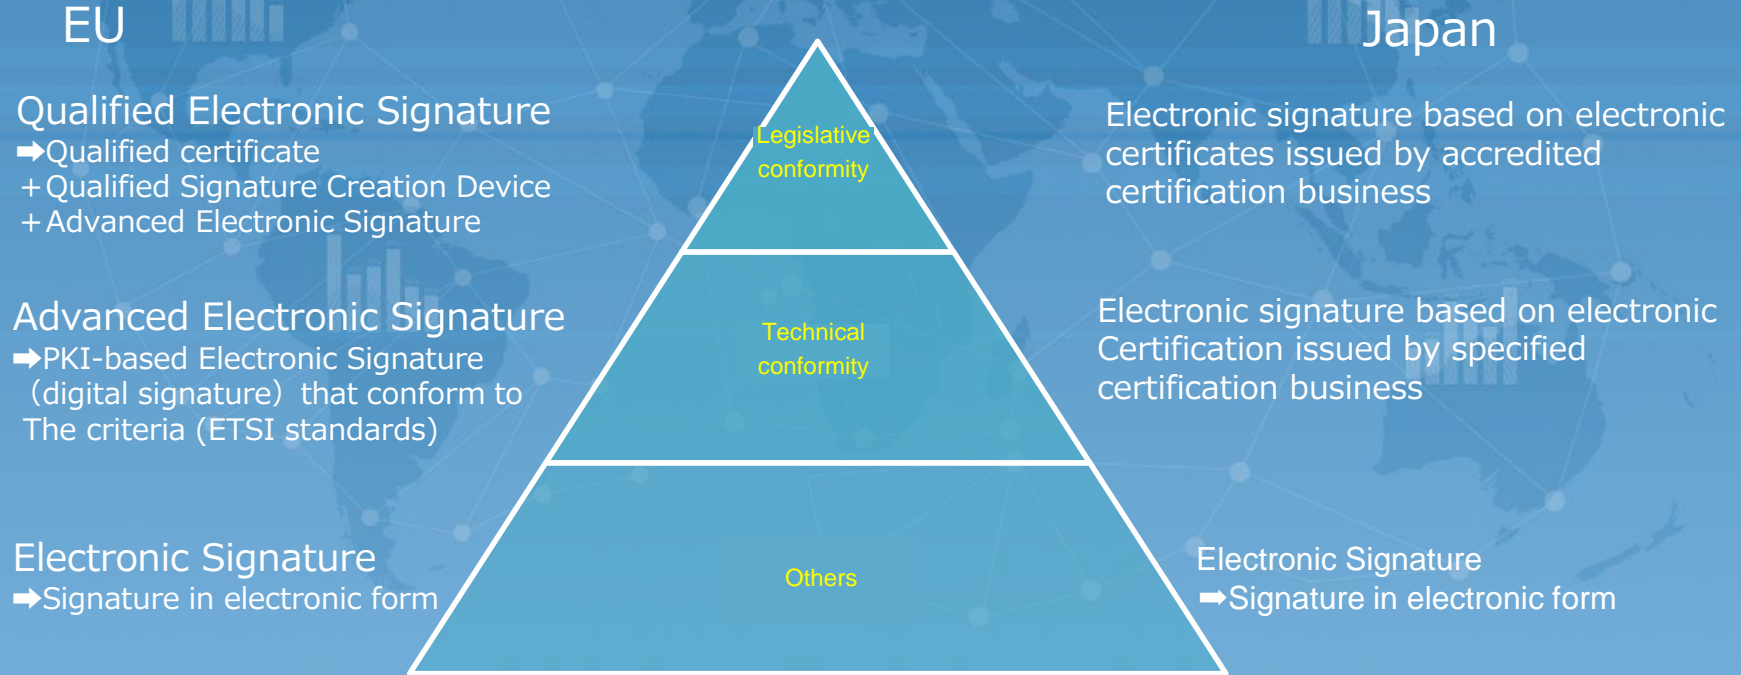 EU
Japan
Qualified Electronic Signature
➡Qualified certificate
+Qualified Signature Creation Device
+Advanced Electronic Signature
Legislative
conformity
Electronic signature based on electronic
certificates issued by accredited
certification business
Advanced Electronic Signature
➡PKI-based Electronic Signature
（digital signature）that conform to
The criteria (ETSI standards)
Technical
conformity
Electronic signature based on electronic
Certification issued by specified
certification business
Electronic Signature
➡Signature in electronic form
Others
Electronic Signature
➡Signature in electronic form